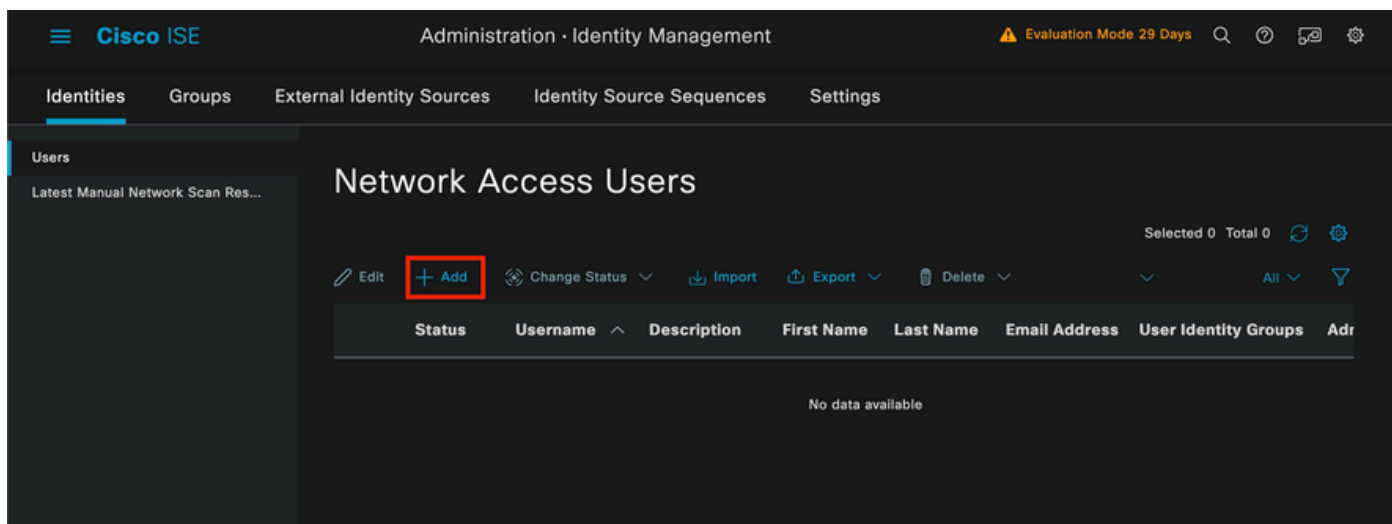 Cisco ISE
Administration · Identity Management
Evaluation Mode 29 Days
Identities Groups External Identity Sources Identity Source Sequences Settings
Users
Latest Manual Network Scan Res...
Network Access Users
Selected 0 Total 0
Edit + Add Change Status Import Export Delete All
Status Username Description First Name Last Name Email Address User Identity Groups Adr
No data available